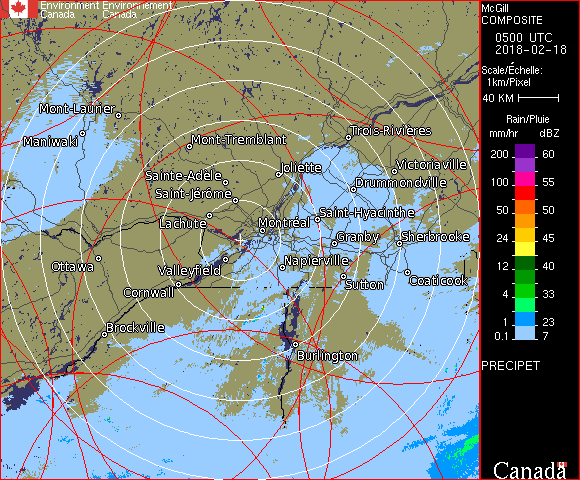 Environment Environnement
Canada Canada
McGill
COMPOSITE
0500 UTC
2018-02-18
Scale/Échelle:
1km/Pixel
40 KM
Rain/Pluie
mm/hr dBZ
200 60
100 55
50 50
24 45
12 40
4 33
1 23
0.1 7
PRECIPET
Canada
Mont-Laurier
Maniwaki
Mont-Tremblant
Trois-Rivières
Sainte-Adèle
Joliette
Victoriaville
Drummondville
Saint-Jérôme
Lachute
Montréal
Saint-Hyacinthe
Granby
Sherbrooke
Ottawa
Valleyfield
Napierville
Sutton
Coaticook
Cornwall
Brockville
Burlington